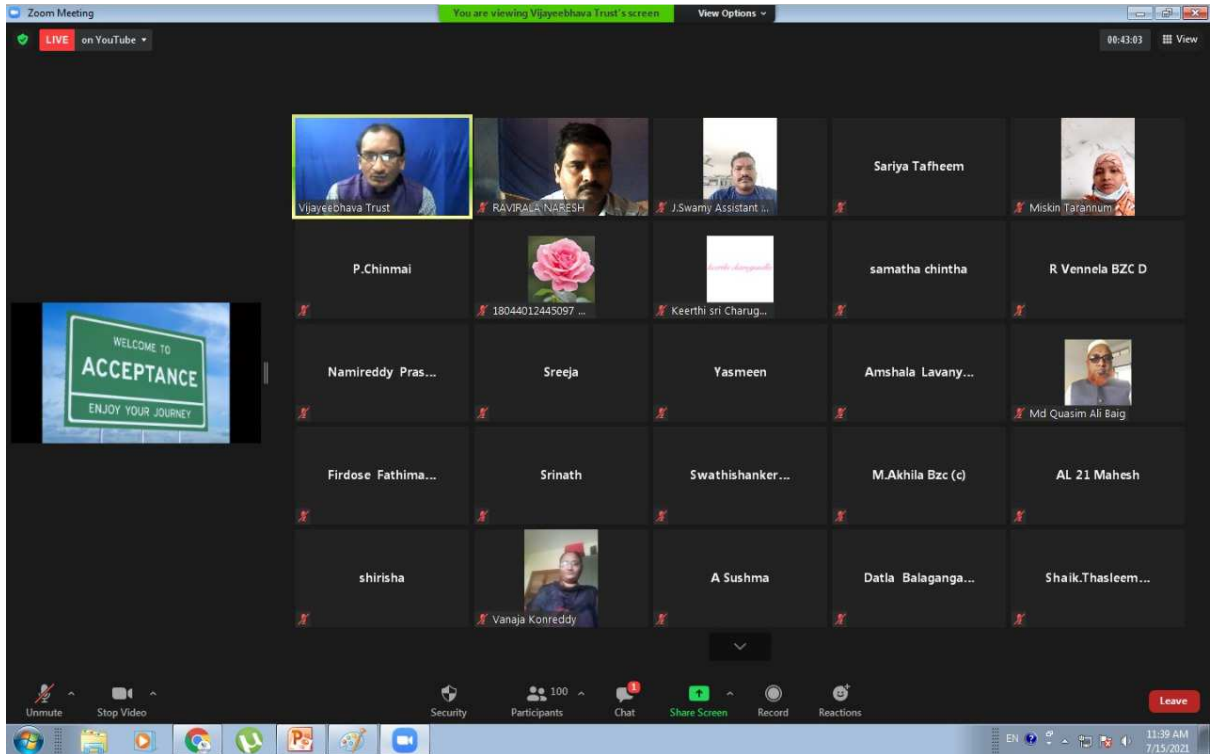 Zoom Meeting
You are viewing Vijayeebhava Trust's screen
View Options
LIVE on YouTube
00:43:03
View
Vijayeebhava Trust
RAVIRALA NARESH
J.Swamy Assistant ...
Sariya Tafheem
Miskin Tarannum
P.Chinmai
18044012445097 ...
Keerthi sri Charug...
samatha chintha
R Vennela BZC D
WELCOME TO
ACCEPTANCE
ENJOY YOUR JOURNEY
Namireddy Pras...
Sreeja
Yasmeen
Amshala Lavany...
Md Quasim Ali Baig
Firdose Fathima...
Srinath
Swathishanker...
M.Akhila Bzc (c)
AL 21 Mahesh
shirisha
Vanaja Konreddy
A Sushma
Datla Balaganga...
Shaik.Thasleem...
Unmute
Stop Video
Security
100
Participants
1
Chat
Share Screen
Record
Reactions
Leave
EN
11:39 AM
7/15/2021